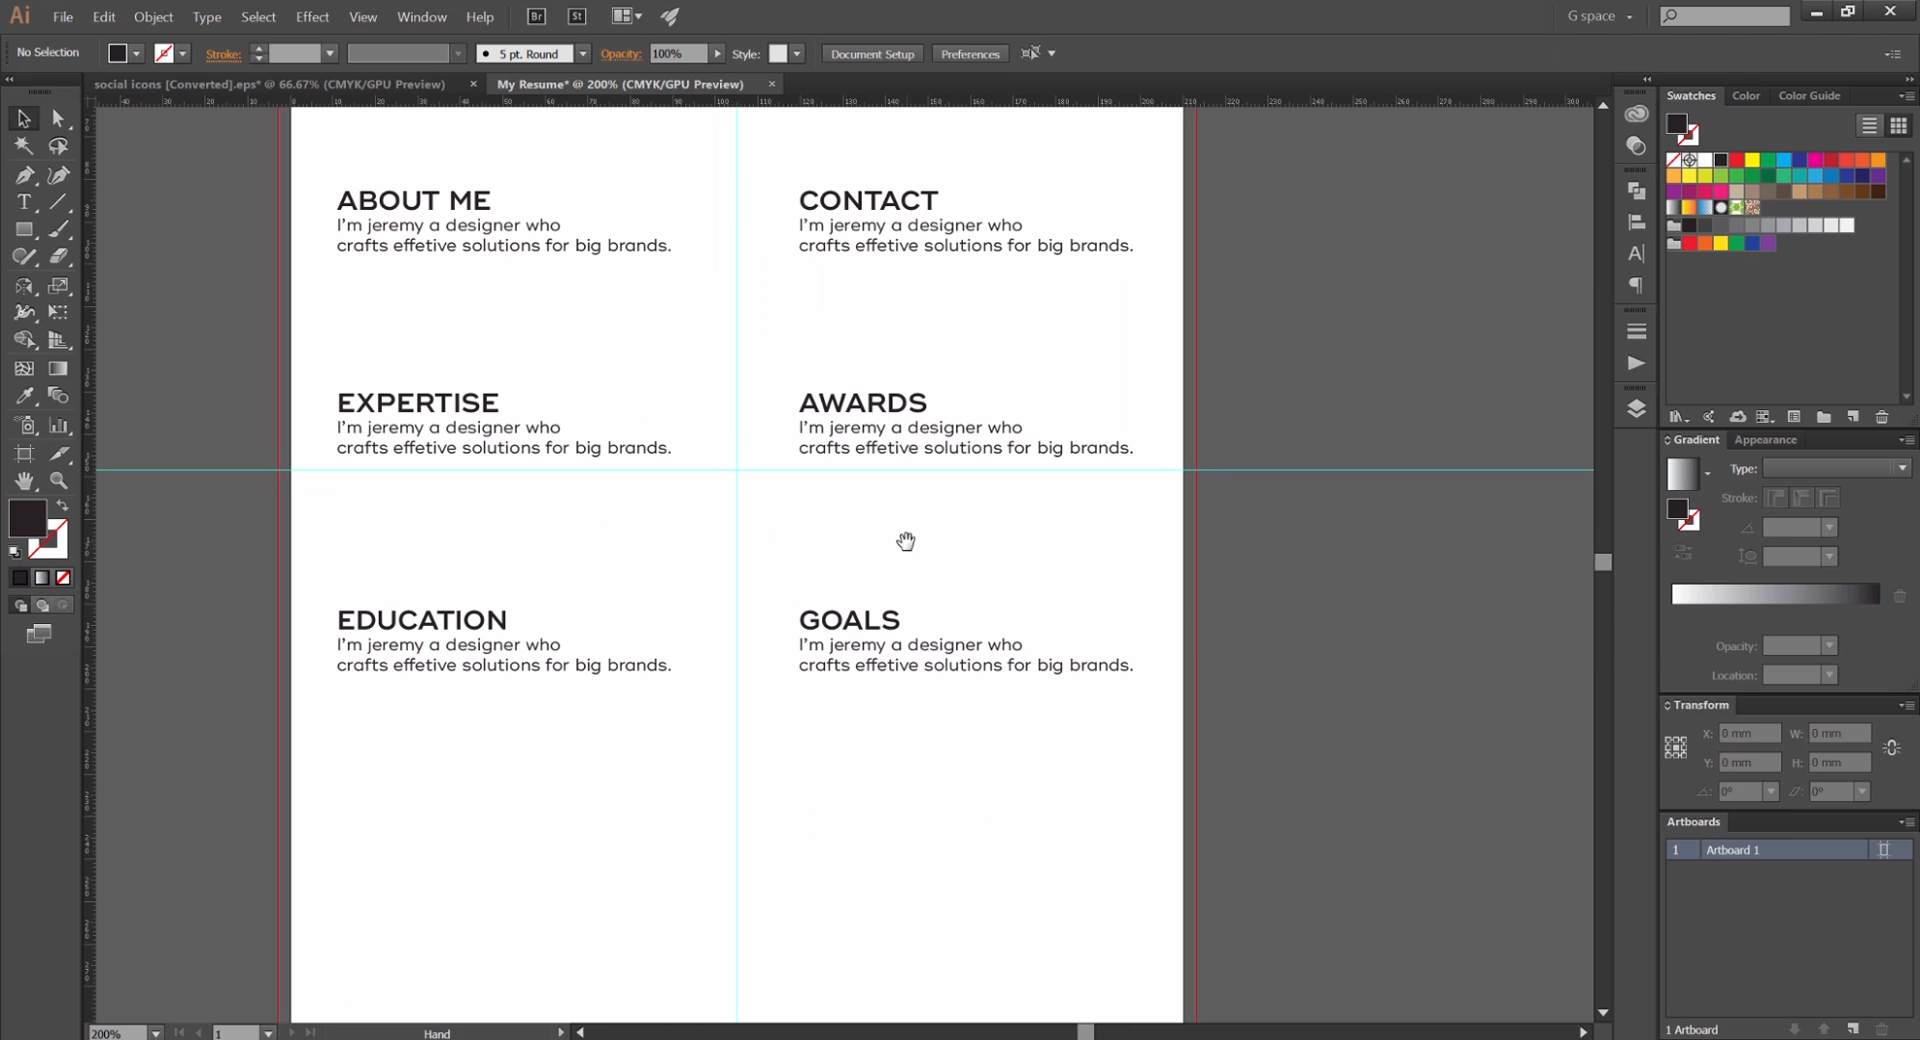 Ai File Edit Object Type Select Effect View Window Help Br St G space
No Selection Stroke: 5 pt. Round Opacity: 100% Style: Document Setup Preferences
social icons [Converted].eps* @ 66.67% (CMYK/GPU Preview) × My Resume* @ 200% (CMYK/GPU Preview) ×
Swatches Color Color Guide
ABOUT ME
I'm jeremy a designer who
crafts effetive solutions for big brands.
CONTACT
I'm jeremy a designer who
crafts effetive solutions for big brands.
EXPERTISE
I'm jeremy a designer who
crafts effetive solutions for big brands.
AWARDS
I'm jeremy a designer who
crafts effetive solutions for big brands.
EDUCATION
I'm jeremy a designer who
crafts effetive solutions for big brands.
GOALS
I'm jeremy a designer who
crafts effetive solutions for big brands.
Gradient Appearance
Type:
Stroke:
Opacity:
Location:
Transform
X: 0 mm W: 0 mm
Y: 0 mm H: 0 mm
0° 0°
Artboards
1 Artboard 1
1 Artboard
200% 1 Hand